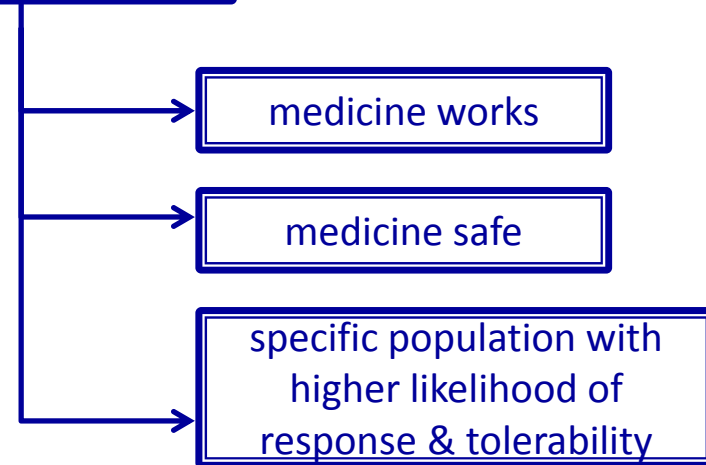 medicine works
medicine safe
specific population with
higher likelihood of
response & tolerability